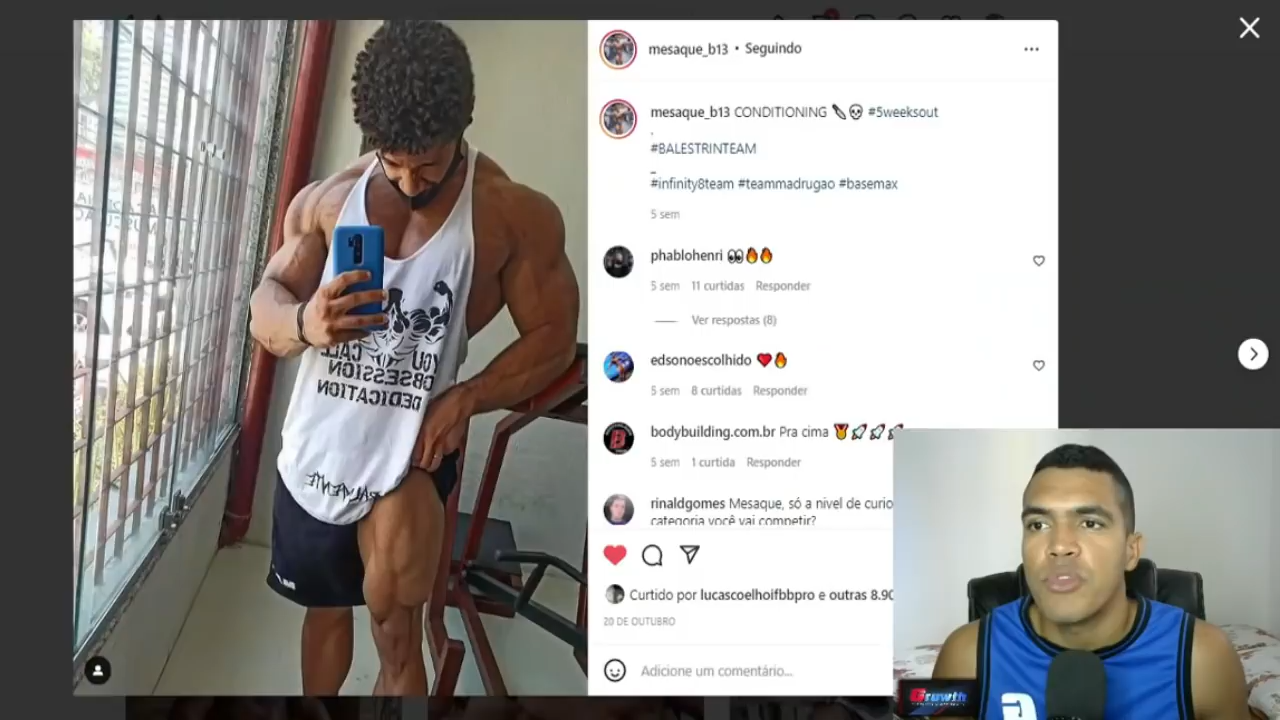 mesaque_b13 • Seguindo
mesaque_b13 CONDITIONING #5weeksout
.
#BALESTRINTEAM
_
#infinity8team #teammadrugao #basemax
5 sem
phablohenri
5 sem 11 curtidas Responder
Ver respostas (8)
edsonoescolhido
5 sem 8 curtidas Responder
bodybuilding.com.br Pra cima
5 sem 1 curtida Responder
rinaldgomes Mesaque, só a nivel de curio
categoria você vai competir?
Curtido por lucascoelhoifbbpro e outras 8.90
20 DE OUTUBRO
Adicione um comentário...
YOU CALL
OBSESSION
DEDICATION
Growth